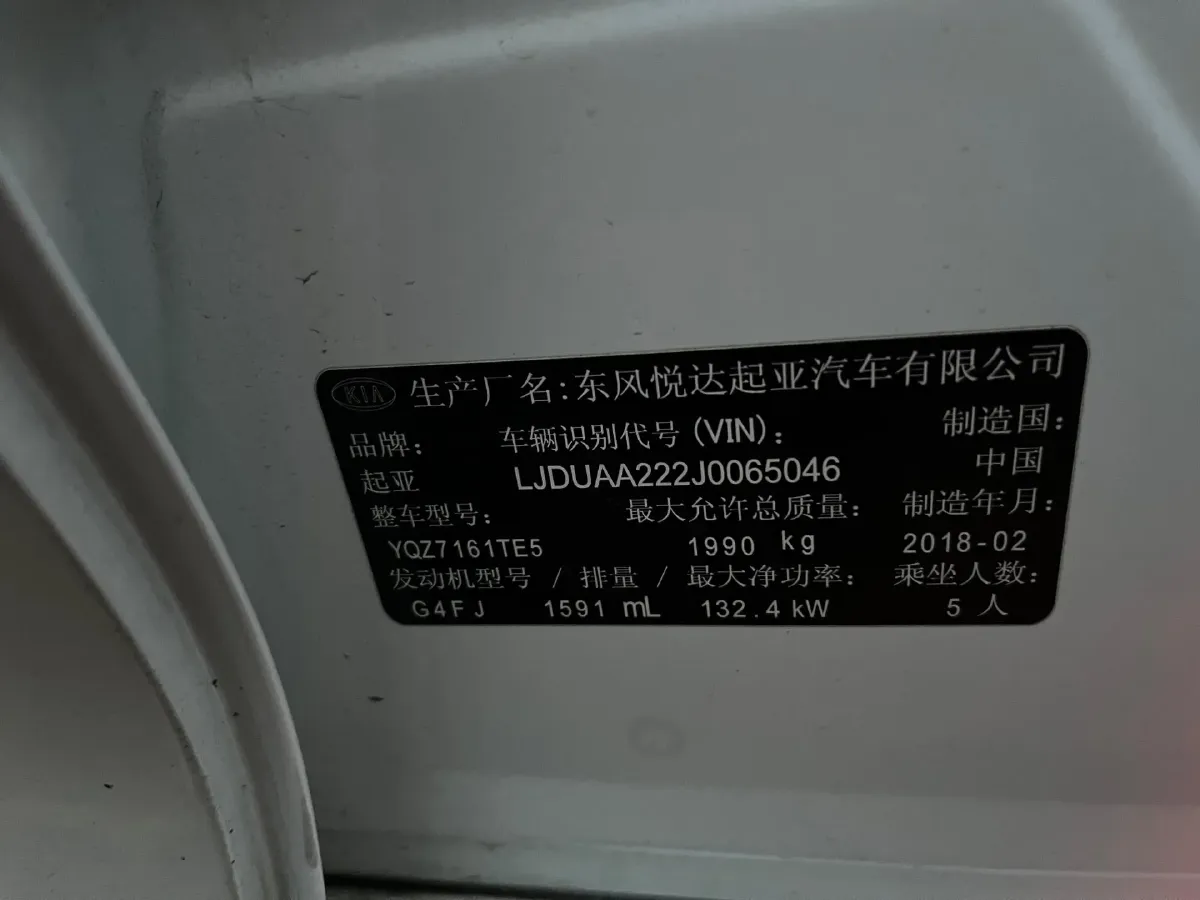 KIA 生产厂名:东风悦达起亚汽车有限公司
品牌: 车辆识别代号(VIN): 制造国:
起亚 LJDUAA222J0065046 中国
整车型号: 最大允许总质量: 制造年月:
YQZ7161TE5 1990 kg 2018-02
发动机型号 / 排量 / 最大净功率: 乘坐人数:
G4FJ 1591 mL 132.4 kW 5 人